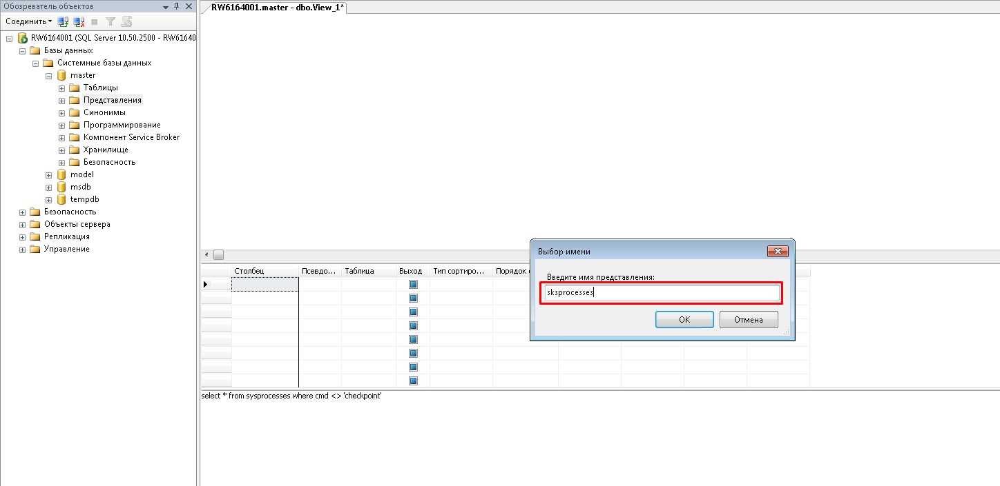 Обозреватель объектов
RW6164001.master - dbo.View_1*
Соединить
RW6164001 (SQL Server 10.50.2500 - RW61640
Базы данных
Системные базы данных
master
Таблицы
Представления
Синонимы
Программирование
Компонент Service Broker
Хранилище
Безопасность
model
msdb
tempdb
Безопасность
Объекты сервера
Репликация
Управление
Столбец Псевдо... Таблица Выход Тип сортиро... Порядок
Выбор имени
Введите имя представления:
sksprocesses
OK Отмена
select * from sysprocesses where cmd <> 'checkpoint'